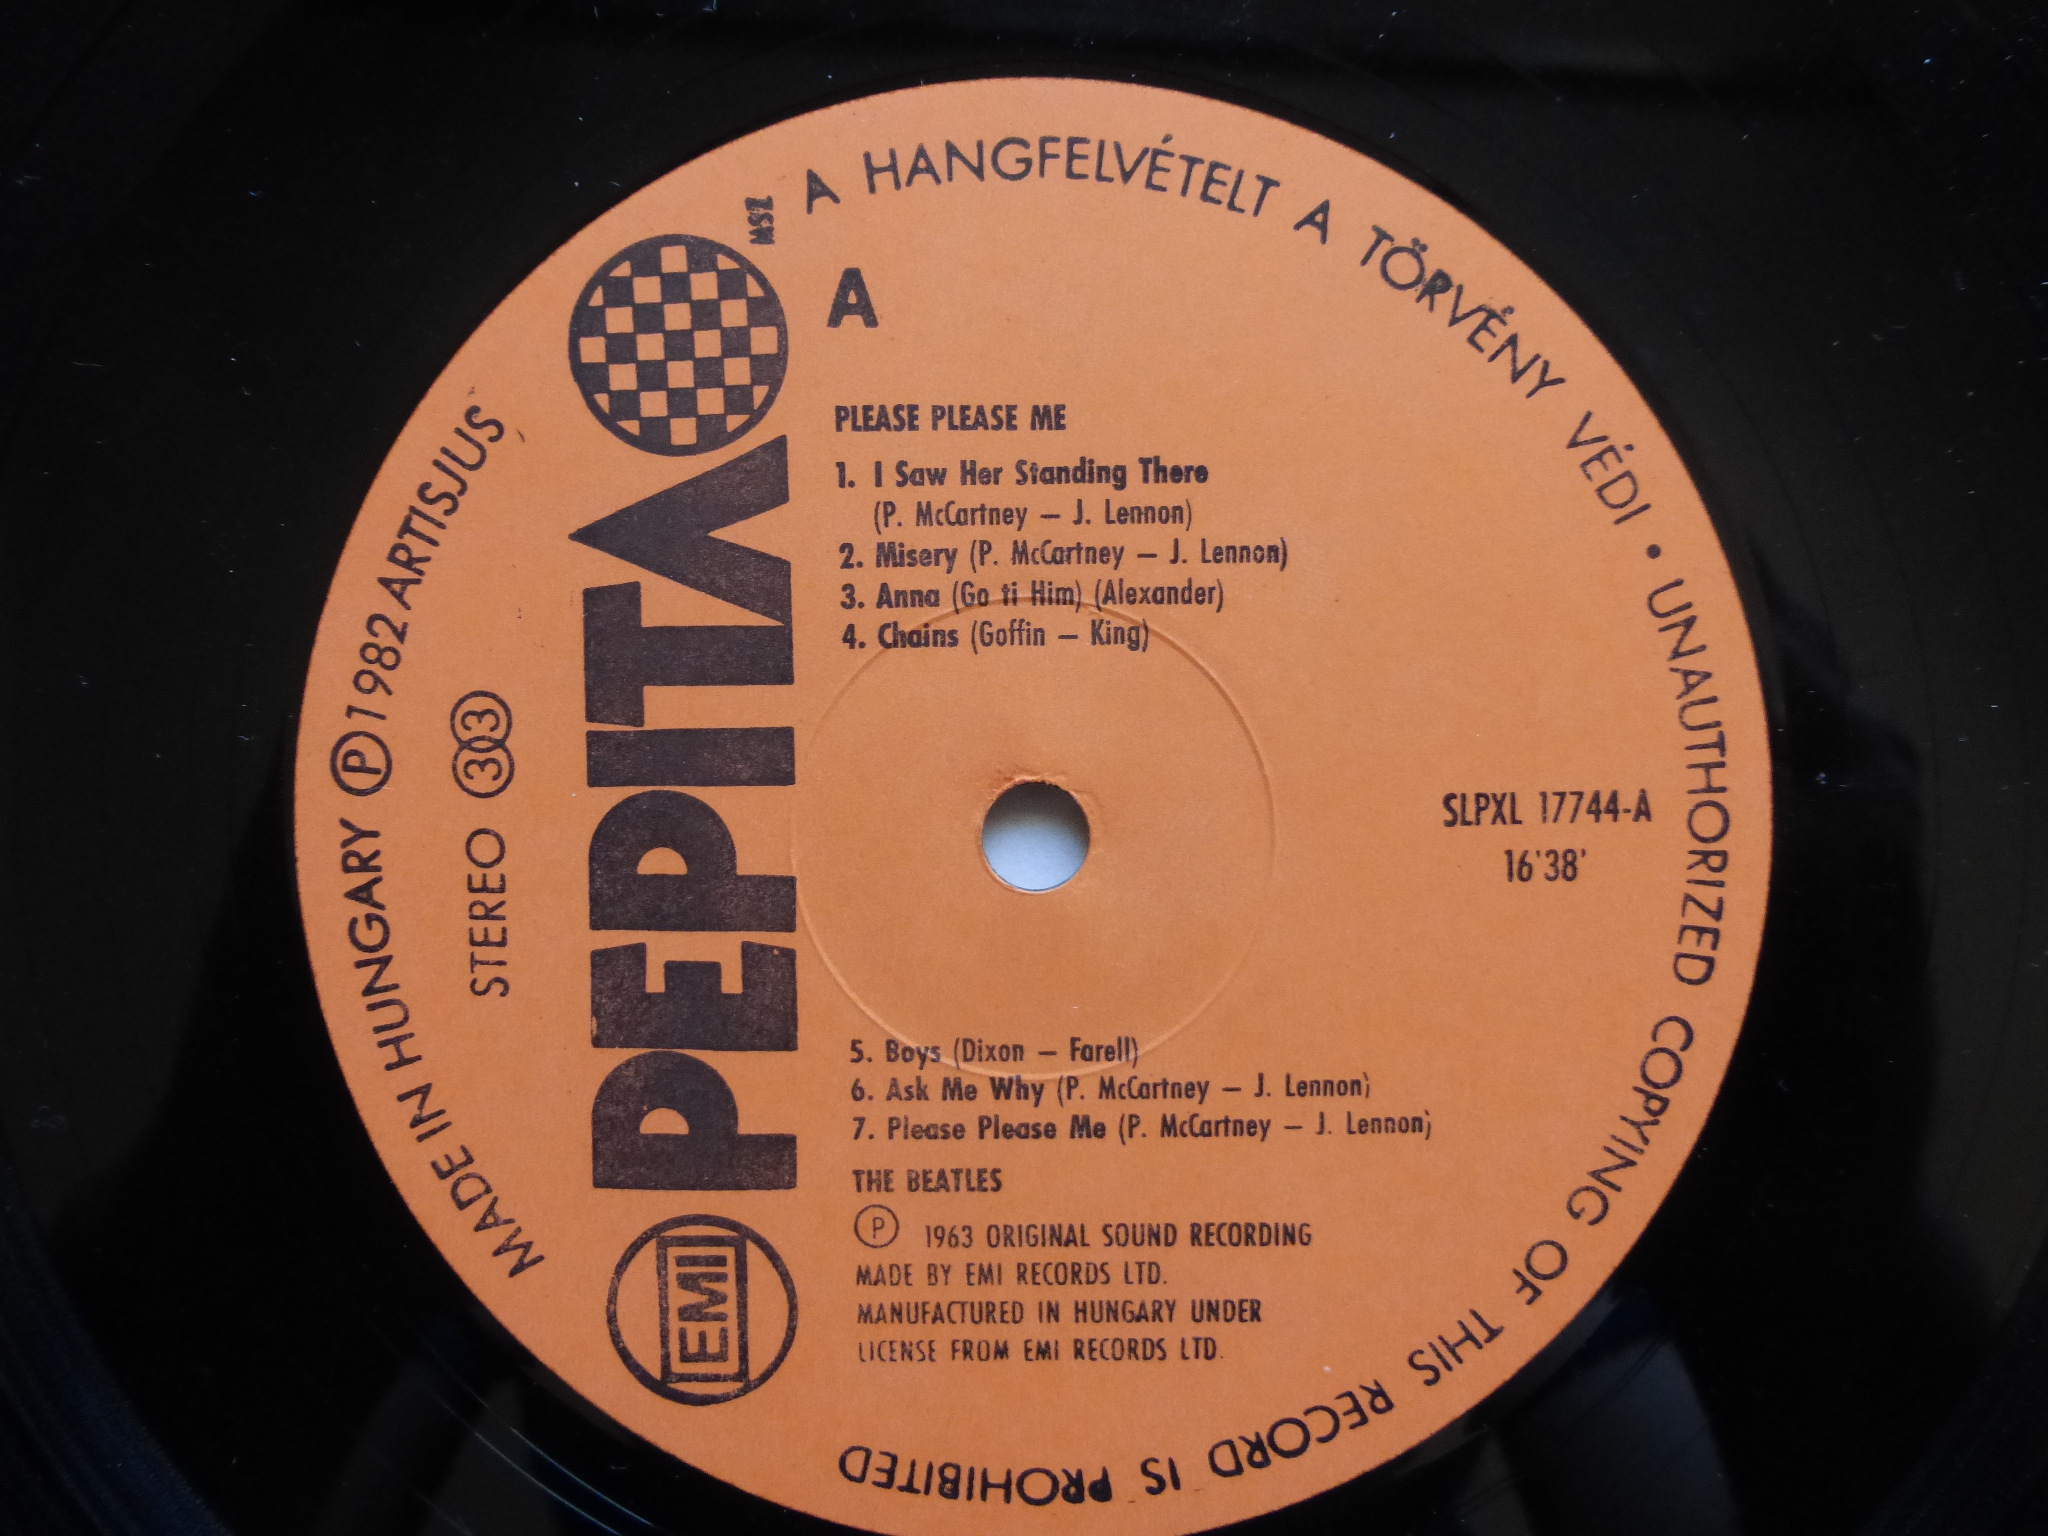 A HANGFELVÉTELT A TÖRVÉNY VÉDI • UNAUTHORIZED COPYING OF THIS RECORD IS PROHIBITED
MADE IN HUNGARY Ⓟ 1982 ARTISJUS
STEREO 33
PEPITA
MSZ
EMI
A
PLEASE PLEASE ME
1. I Saw Her Standing There
(P. McCartney – J. Lennon)
2. Misery (P. McCartney – J. Lennon)
3. Anna (Go ti Him) (Alexander)
4. Chains (Goffin – King)
SLPXL 17744-A
16'38'
5. Boys (Dixon – Farell)
6. Ask Me Why (P. McCartney – J. Lennon)
7. Please Please Me (P. McCartney – J. Lennon)
THE BEATLES
Ⓟ 1963 ORIGINAL SOUND RECORDING
MADE BY EMI RECORDS LTD.
MANUFACTURED IN HUNGARY UNDER
LICENSE FROM EMI RECORDS LTD.